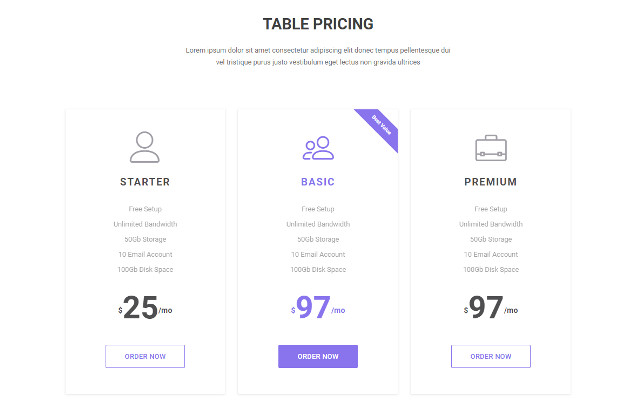 TABLE PRICING
Lorem ipsum dolor sit amet consectetur adipiscing elit donec tempus pellentesque dui
vel tristique purus justo vestibulum eget lectus non gravida ultrices
Best Value
STARTER
Free Setup
Unlimited Bandwidth
50Gb Storage
10 Email Account
100Gb Disk Space
$25/mo
ORDER NOW
BASIC
Free Setup
Unlimited Bandwidth
50Gb Storage
10 Email Account
100Gb Disk Space
$97/mo
ORDER NOW
PREMIUM
Free Setup
Unlimited Bandwidth
50Gb Storage
10 Email Account
100Gb Disk Space
$97/mo
ORDER NOW